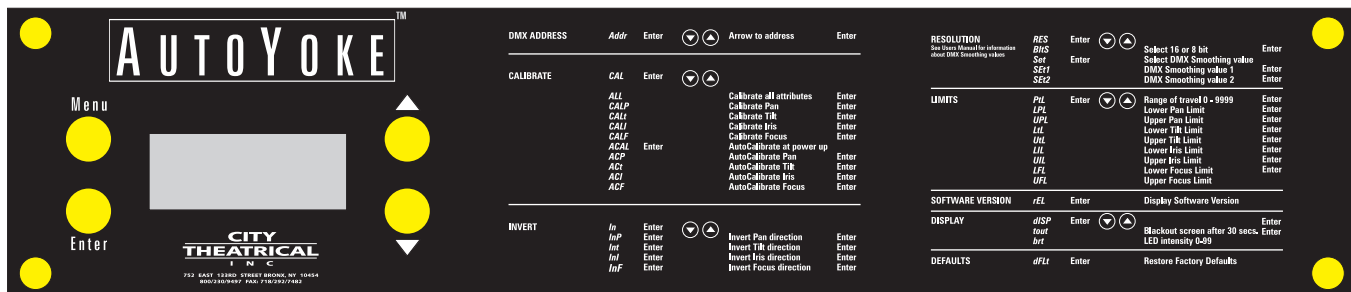 AUTOYOKE™
Menu
Enter
CITY
THEATRICAL
INC
752 EAST 133RD STREET BRONX, NY 10454
800/230/9497 FAX: 718/292/7482
DMX ADDRESS Addr Enter Arrow to address Enter
CALIBRATE CAL Enter
ALL Calibrate all attributes Enter
CALP Calibrate Pan Enter
CALt Calibrate Tilt Enter
CALI Calibrate Iris Enter
CALF Calibrate Focus Enter
ACAL Enter AutoCalibrate at power up
ACP AutoCalibrate Pan Enter
ACt AutoCalibrate Tilt Enter
ACI AutoCalibrate Iris Enter
ACF AutoCalibrate Focus Enter
INVERT In Enter
InP Enter Invert Pan direction Enter
Int Enter Invert Tilt direction Enter
InI Enter Invert Iris direction Enter
InF Enter Invert Focus direction Enter
RESOLUTION RES Enter
See Users Manual for information
about DMX Smoothing values
BItS Select 16 or 8 bit Enter
Set Enter Select DMX Smoothing value
SEt1 DMX Smoothing value 1 Enter
SEt2 DMX Smoothing value 2 Enter
LIMITS PtL Enter Range of travel 0 - 9999 Enter
LPL Lower Pan Limit Enter
UPL Upper Pan Limit Enter
LtL Lower Tilt Limit Enter
UtL Upper Tilt Limit Enter
LIL Lower Iris Limit Enter
UIL Upper Iris Limit Enter
LFL Lower Focus Limit Enter
UFL Upper Focus Limit
SOFTWARE VERSION rEL Enter Display Software Version
DISPLAY dISP Enter Enter
tout Blackout screen after 30 secs. Enter
brt LED intensity 0-99
DEFAULTS dFLt Enter Restore Factory Defaults